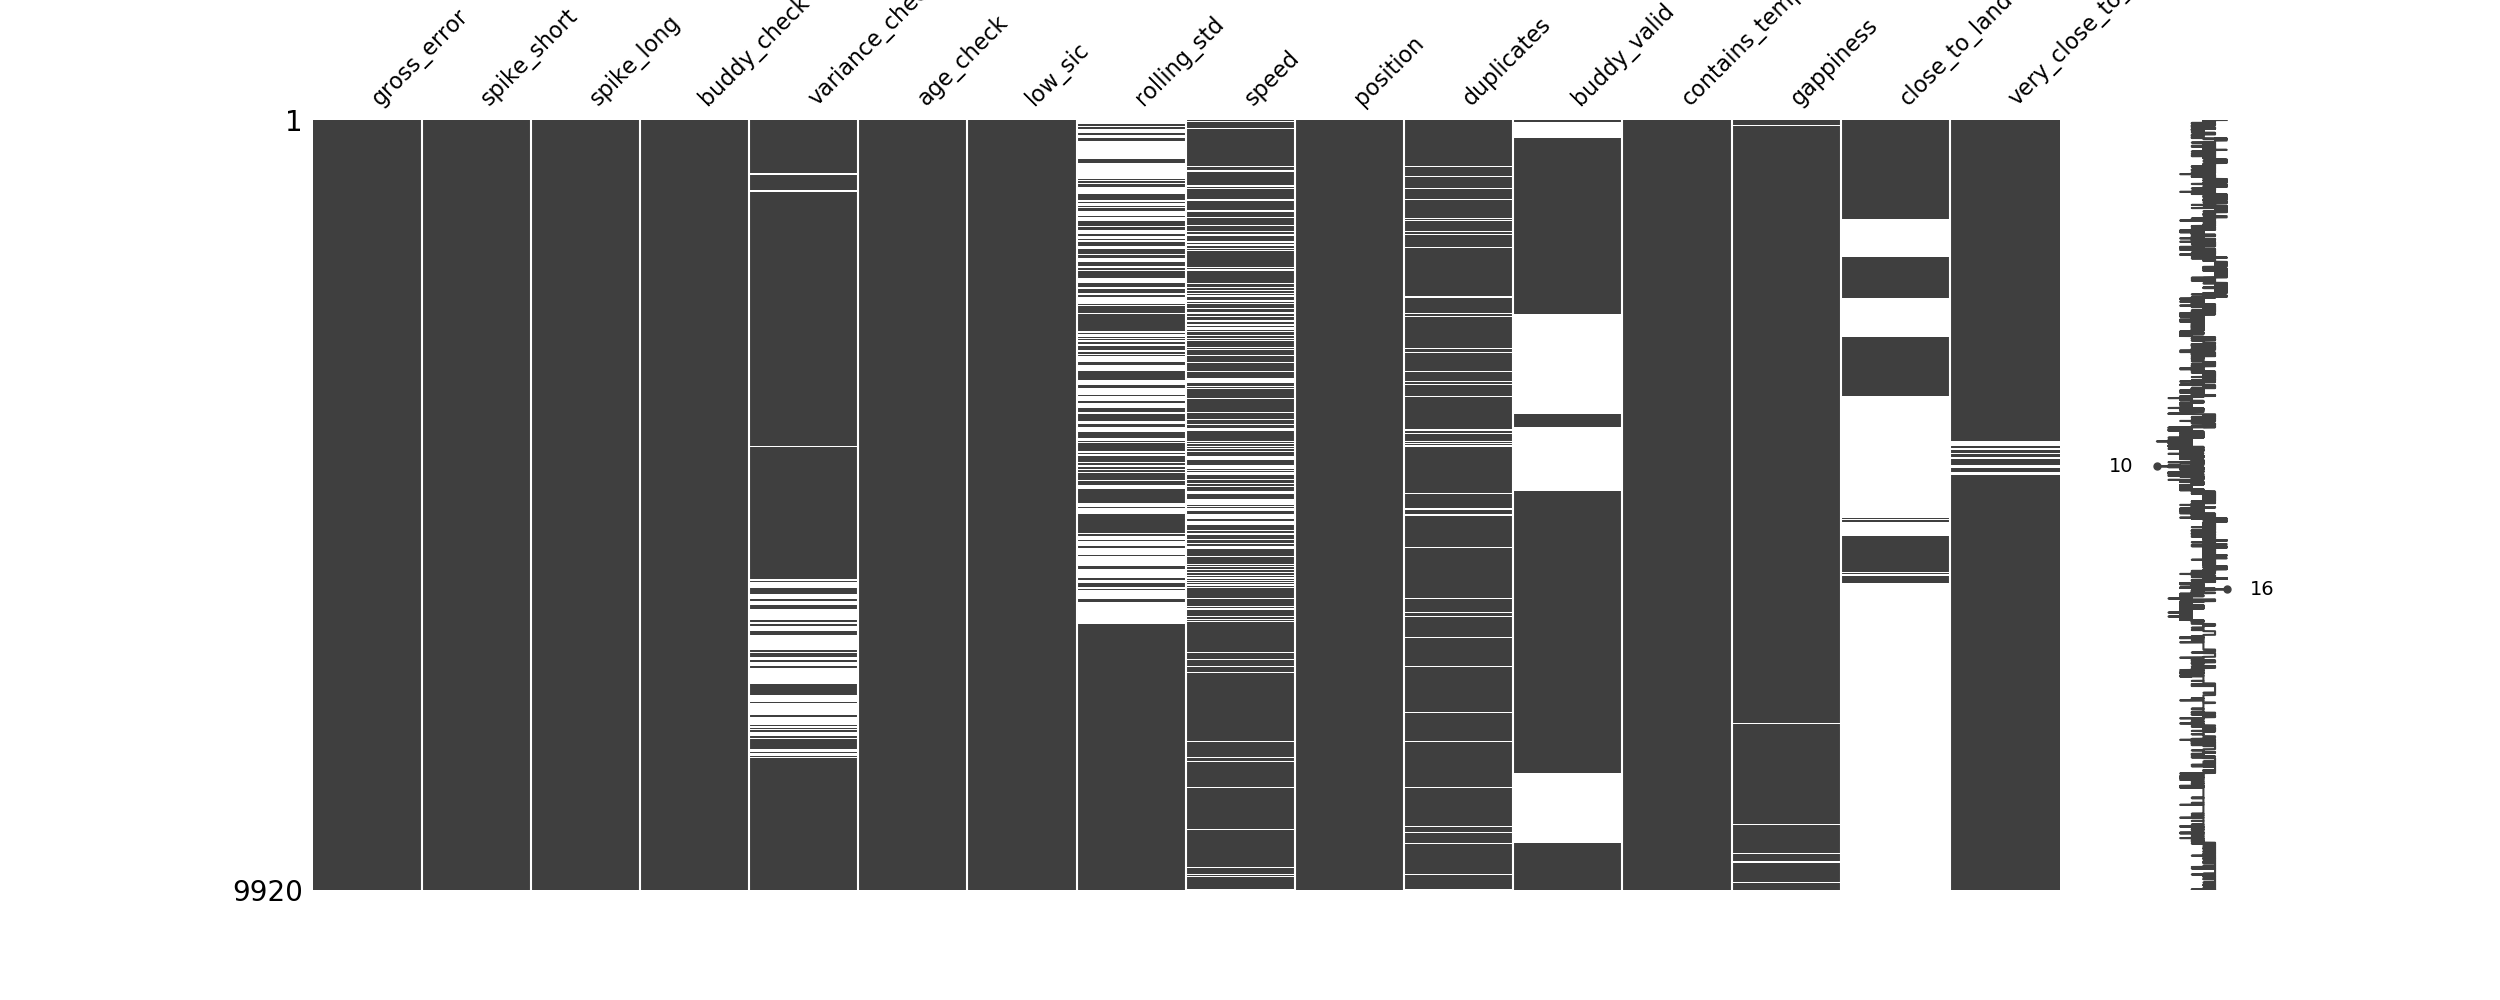 gross_error
spike_short
spike_long
buddy_check
age_check
low_sic
rolling_std
speed
position
duplicates
buddy_valid
gappiness
close_to_land
1
10
16
9920